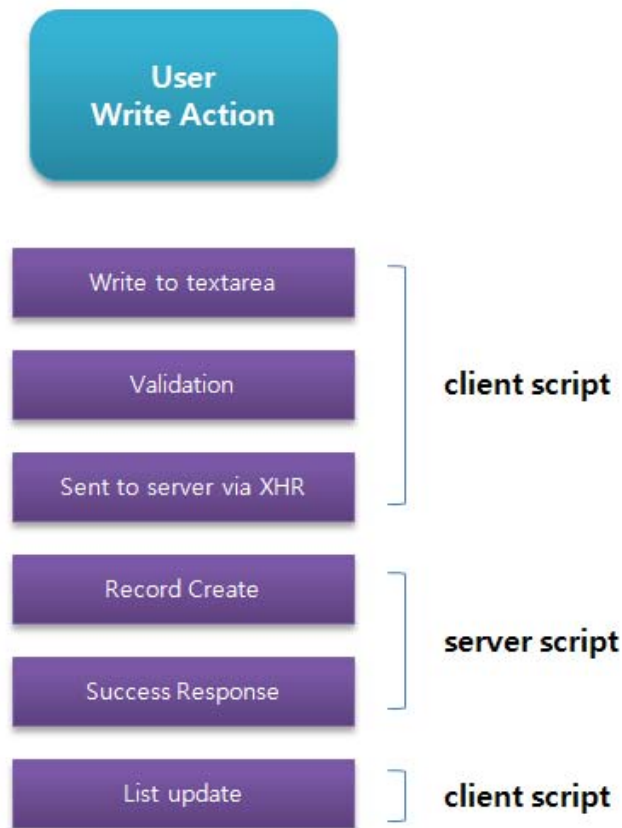 User
Write Action
Write to textarea
Validation
client script
Sent to server via XHR
Record Create
server script
Success Response
List update
client script